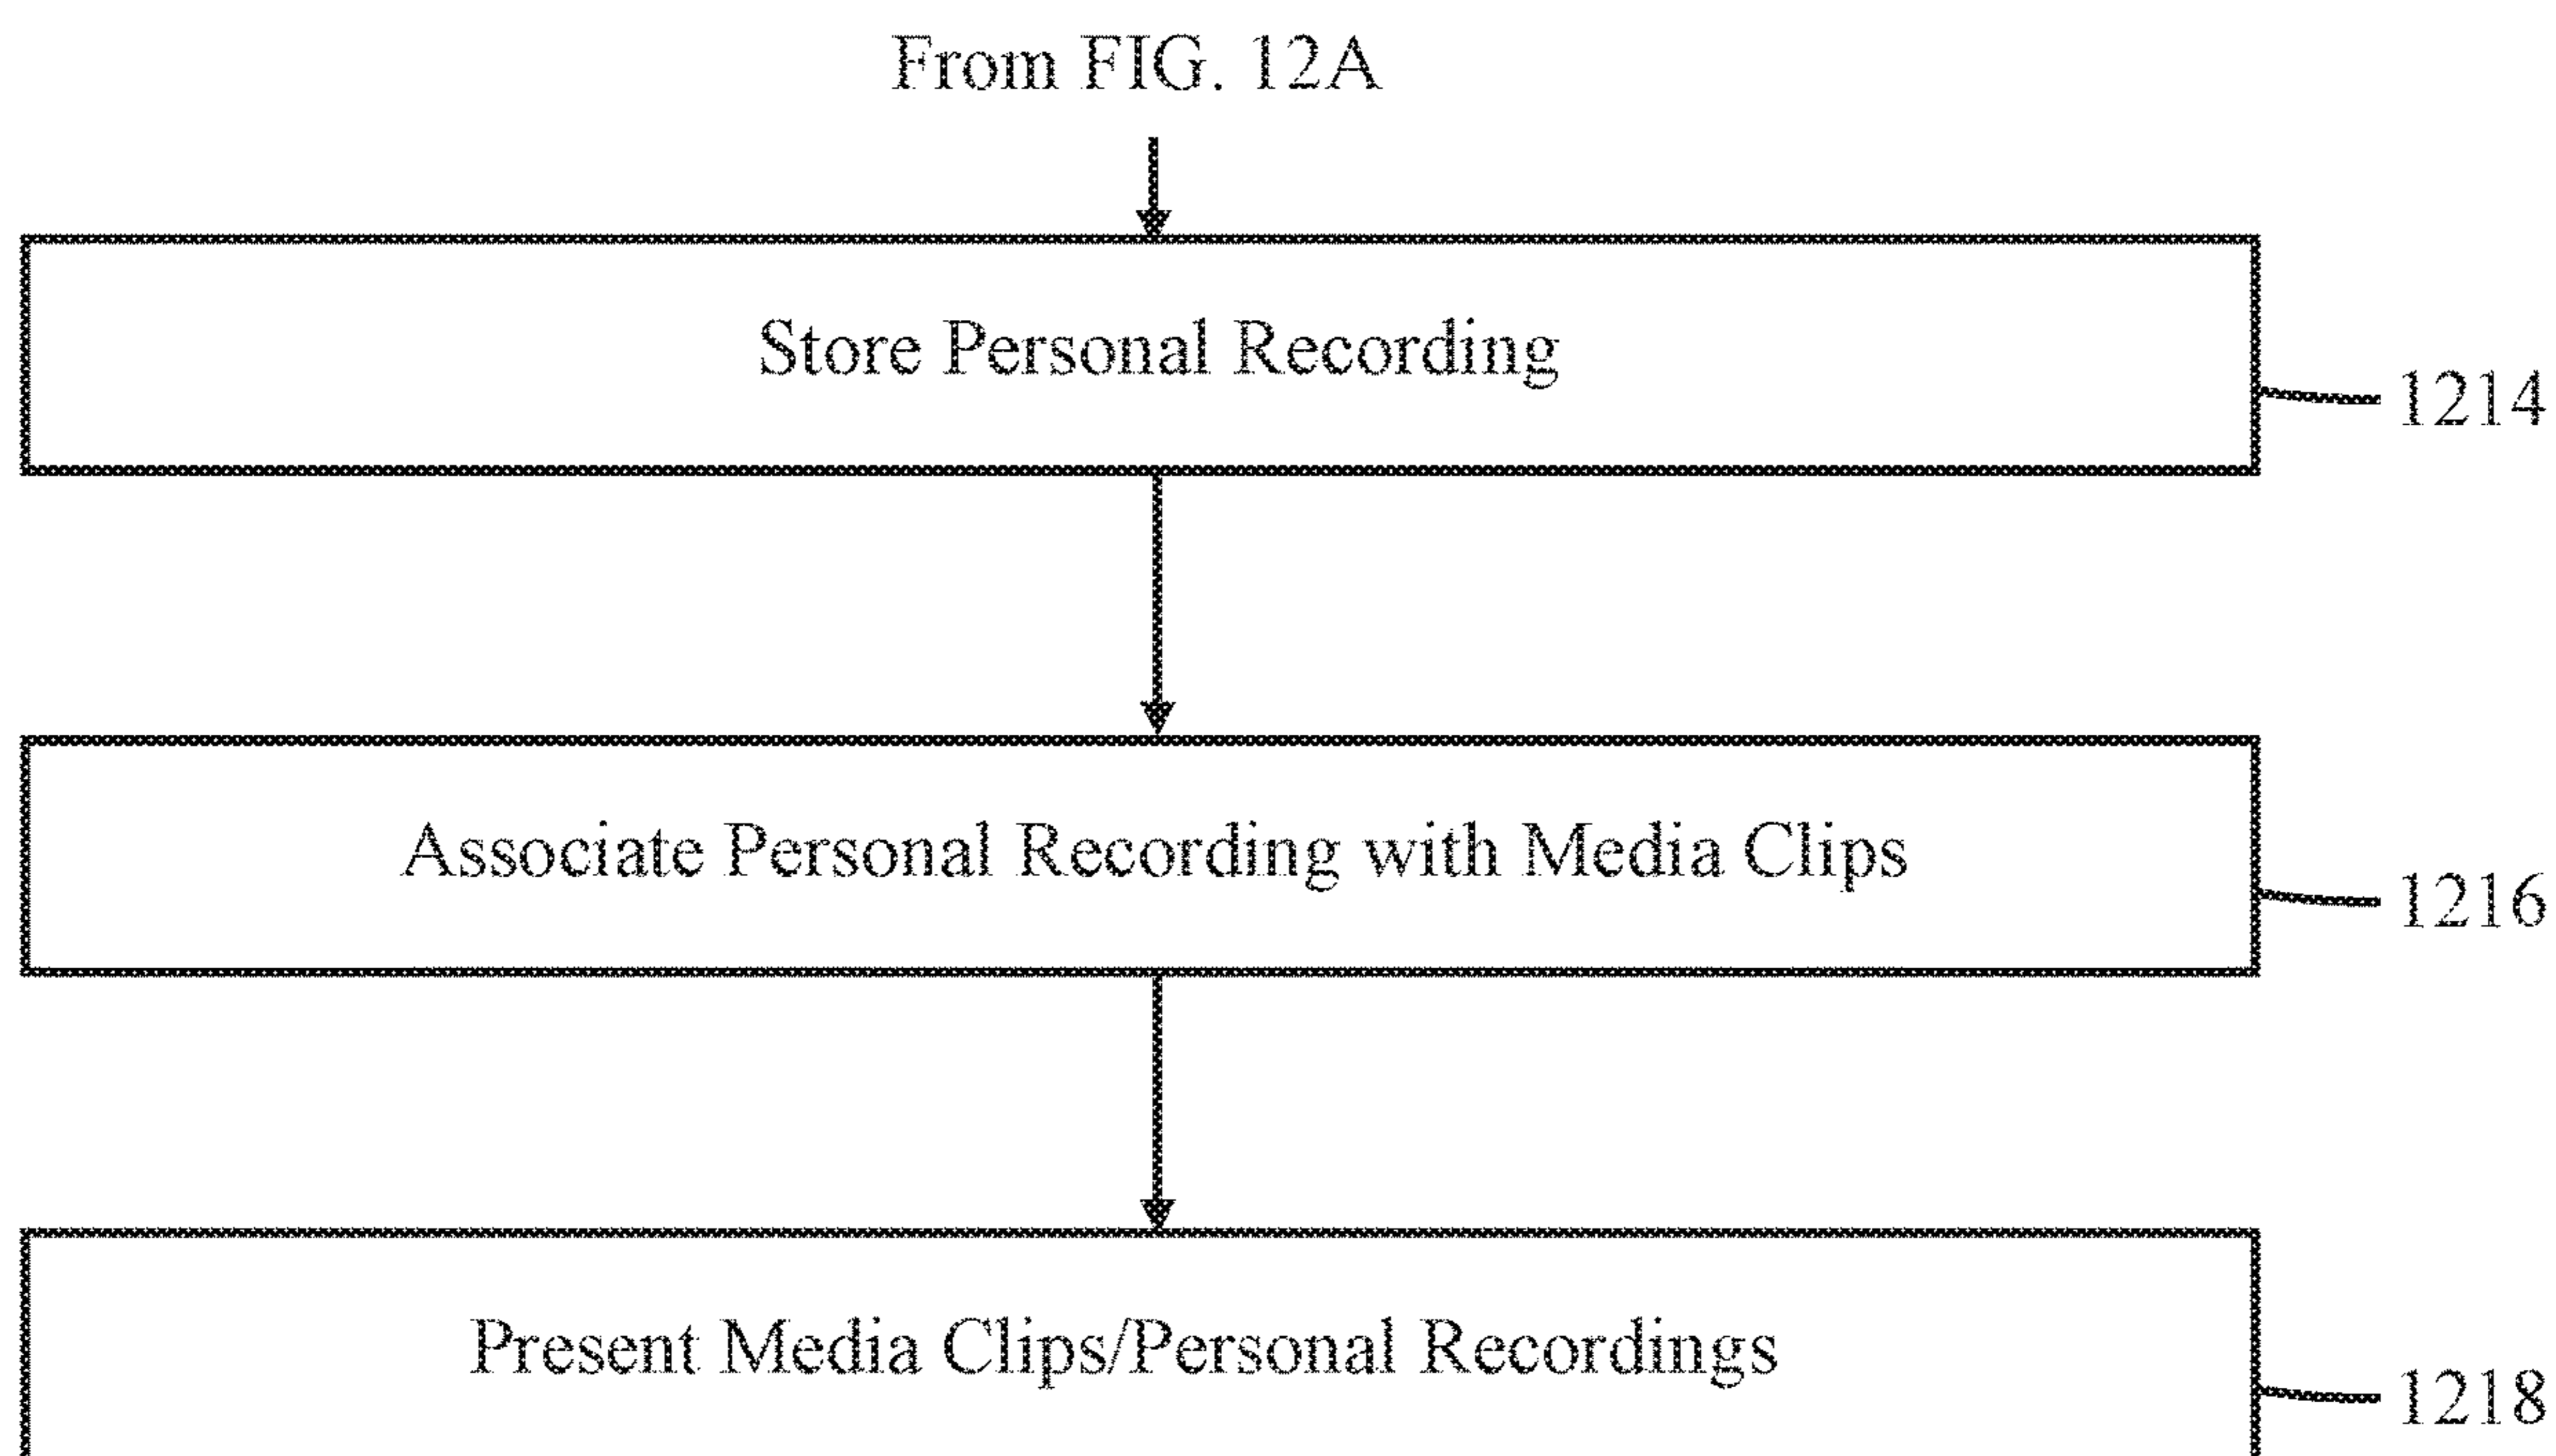 From FIG. 12A
Store Personal Recording
1214
Associate Personal Recording with Media Clips
1216
Present Media Clips/Personal Recordings
1218